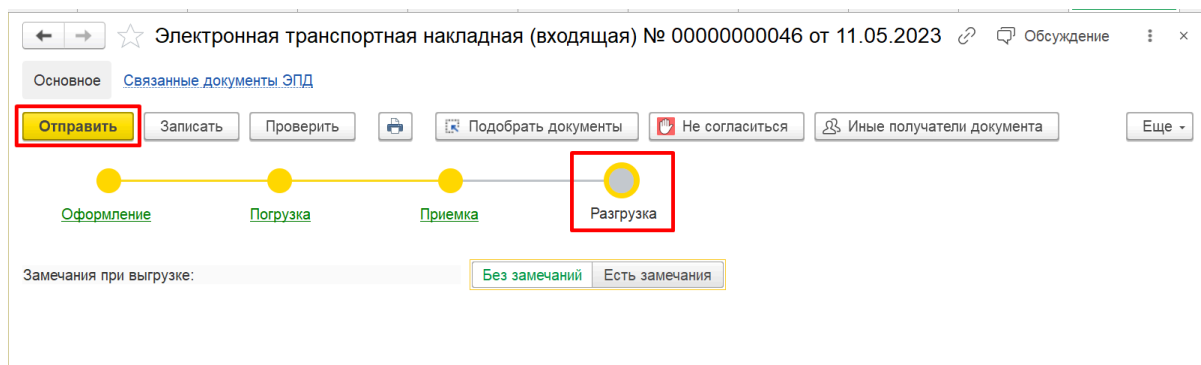 Электронная транспортная накладная (входящая) № 00000000046 от 11.05.2023 Обсуждение
Основное Связанные документы ЭПД
Отправить Записать Проверить Подобрать документы Не согласиться Иные получатели документа Еще
Оформление Погрузка Приемка Разгрузка
Замечания при выгрузке: Без замечаний Есть замечания